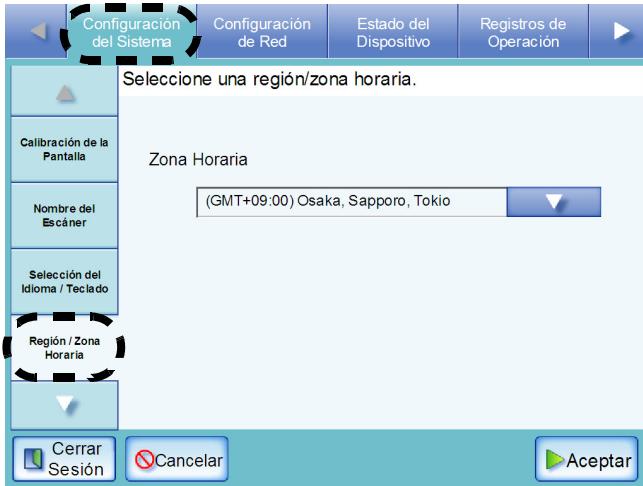 Configuración
del Sistema
Configuración
de Red
Estado del
Dispositivo
Registros de
Operación
Seleccione una región/zona horaria.
Calibración de la
Pantalla
Nombre del
Escáner
Selección del
Idioma / Teclado
Región / Zona
Horaria
Zona Horaria
(GMT+09:00) Osaka, Sapporo, Tokio
Cerrar
Sesión
Cancelar
Aceptar